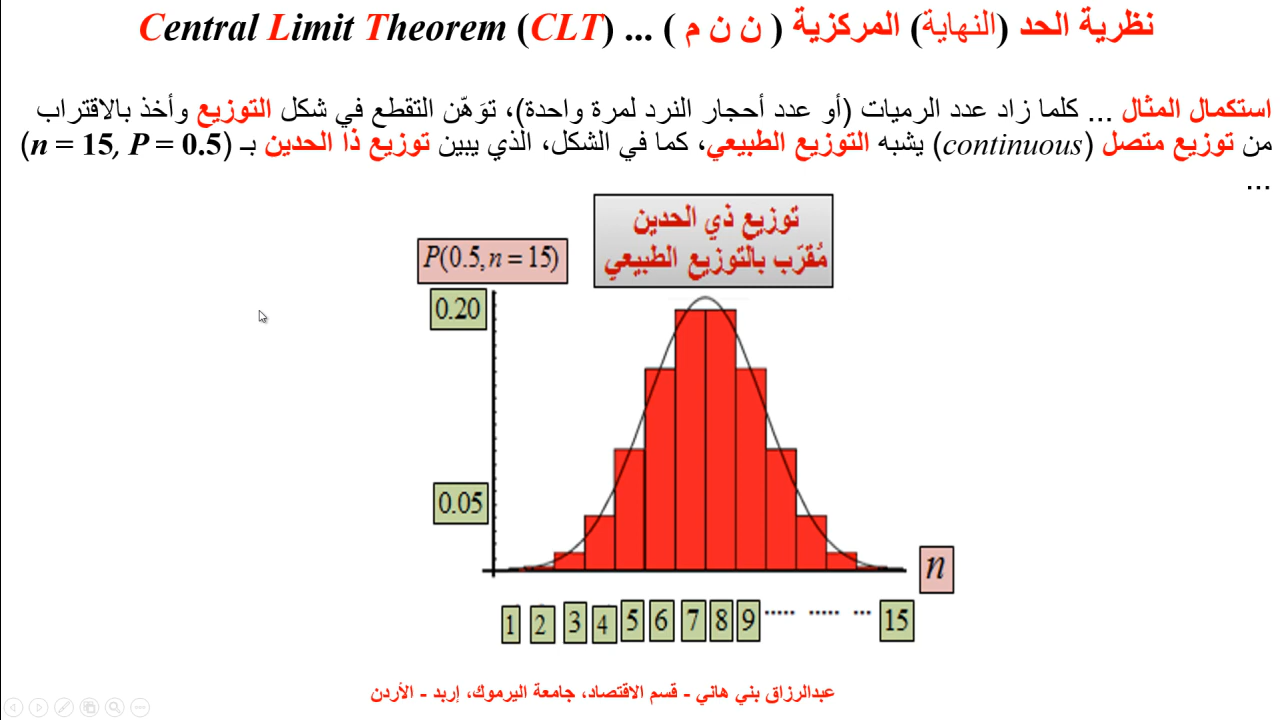 Central Limit Theorem (CLT) ... نظرية الحد (النهاية) المركزية ( ن ن م )
استكمال المثال ... كلما زاد عدد الرميات (أو عدد أحجار النرد لمرة واحدة)، توَهّن التقطع في شكل التوزيع وأخذ بالاقتراب
من توزيع متصل (continuous) يشبه التوزيع الطبيعي، كما في الشكل، الذي يبين توزيع ذا الحدين بـ (n = 15, P = 0.5)
...
توزيع ذي الحدين
مُقرّب بالتوزيع الطبيعي
P(0.5, n = 15)
0.20
0.05
n
1 2 3 4 5 6 7 8 9 ..... ..... ... 15
عبدالرزاق بني هاني - قسم الاقتصاد، جامعة اليرموك، إربد - الأردن